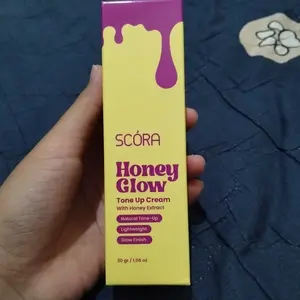 SCÓRA
Honey
Glow
Tone Up Cream
With Honey Extract
Natural Tone-Up
Lightweight
Glow Finish
30 gr / 1.06 oz